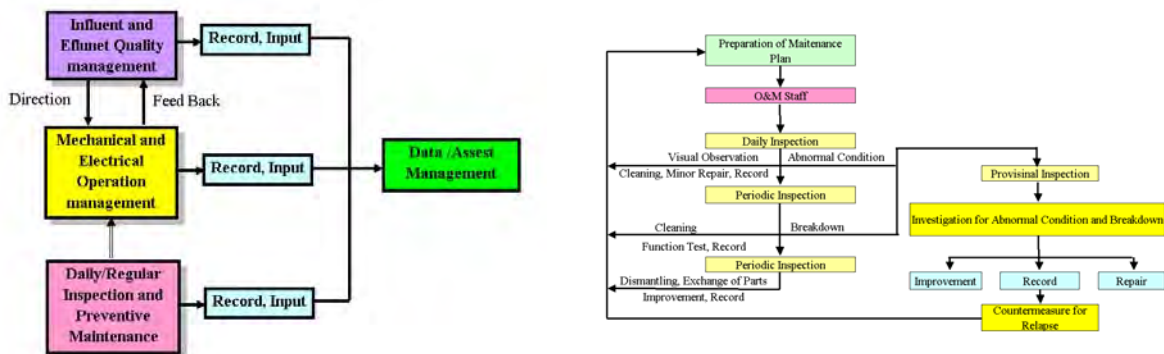 Influent and
Eflunet Quality
management
Record, Input
Direction
Feed Back
Mechanical and
Electrical
Operation
management
Record, Input
Data /Assest
Management
Daily/Regular
Inspection and
Preventive
Maintenance
Record, Input
Preparation of Maitenance
Plan
O&M Staff
Daily Inspection
Visual Observation
Abnormal Condition
Cleaning, Minor Repair, Record
Periodic Inspection
Cleaning
Breakdown
Function Test, Record
Periodic Inspection
Dismantling, Exchange of Parts
Improvement, Record
Provisinal Inspection
Investigation for Abnormal Condition and Breakdown
Improvement
Record
Repair
Countermeasure for
Relapse